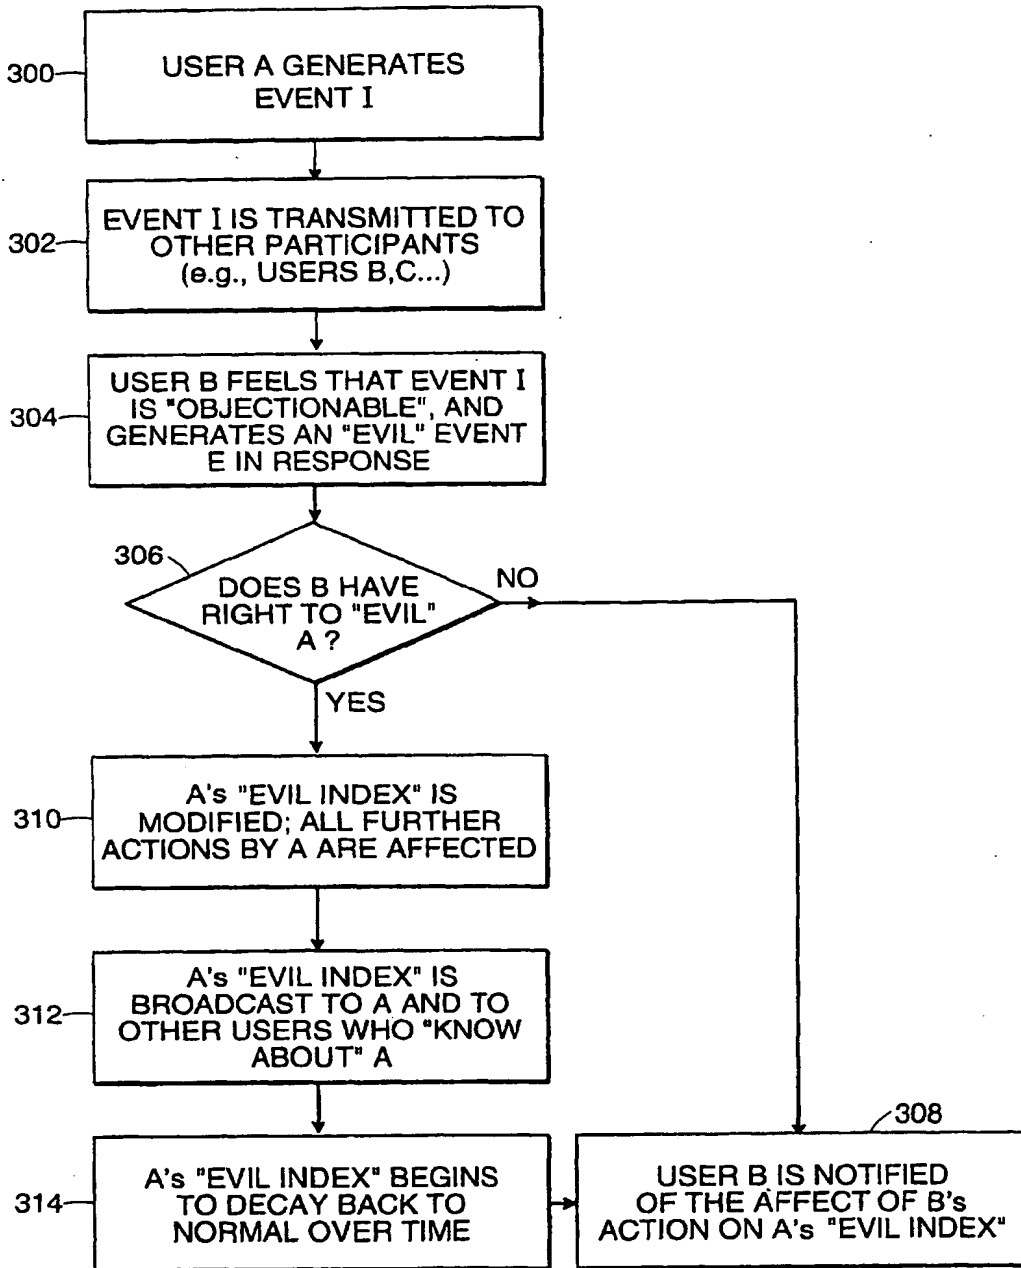 300
USER A GENERATES
EVENT I
302
EVENT I IS TRANSMITTED TO
OTHER PARTICIPANTS
(e.g., USERS B,C...)
304
USER B FEELS THAT EVENT I
IS "OBJECTIONABLE", AND
GENERATES AN "EVIL" EVENT
E IN RESPONSE
306
DOES B HAVE
RIGHT TO "EVIL"
A ?
NO
YES
310
A's "EVIL INDEX" IS
MODIFIED; ALL FURTHER
ACTIONS BY A ARE AFFECTED
312
A's "EVIL INDEX" IS
BROADCAST TO A AND TO
OTHER USERS WHO "KNOW
ABOUT" A
314
A's "EVIL INDEX" BEGINS
TO DECAY BACK TO
NORMAL OVER TIME
308
USER B IS NOTIFIED
OF THE AFFECT OF B's
ACTION ON A's "EVIL INDEX"